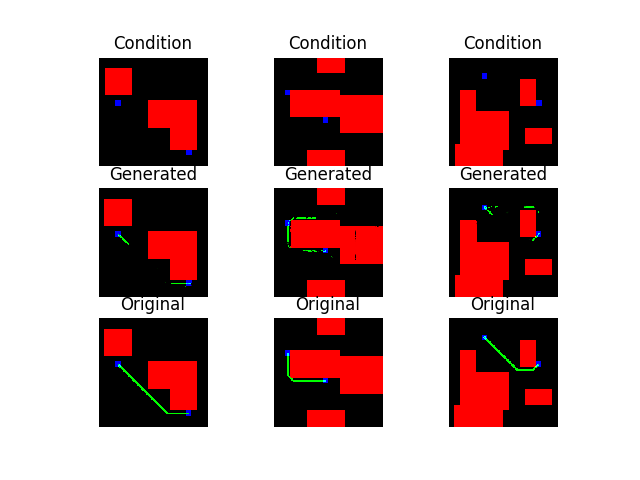 Condition
Condition
Condition
Generated
Generated
Generated
Original
Original
Original